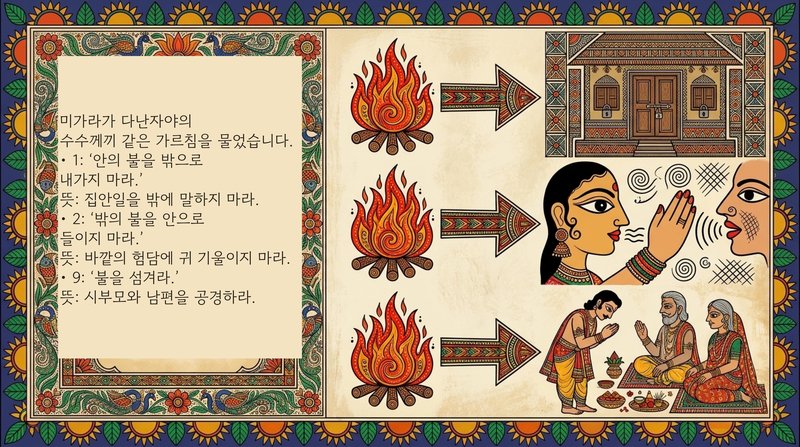 미가라가 다난자야의
수수께끼 같은 가르침을 물었습니다.
• 1: ‘안의 불을 밖으로
내가지 마라.’
뜻: 집안일을 밖에 말하지 마라.
• 2: ‘밖의 불을 안으로
들이지 마라.’
뜻: 바깥의 험담에 귀 기울이지 마라.
• 9: ‘불을 섬겨라.’
뜻: 시부모와 남편을 공경하라.